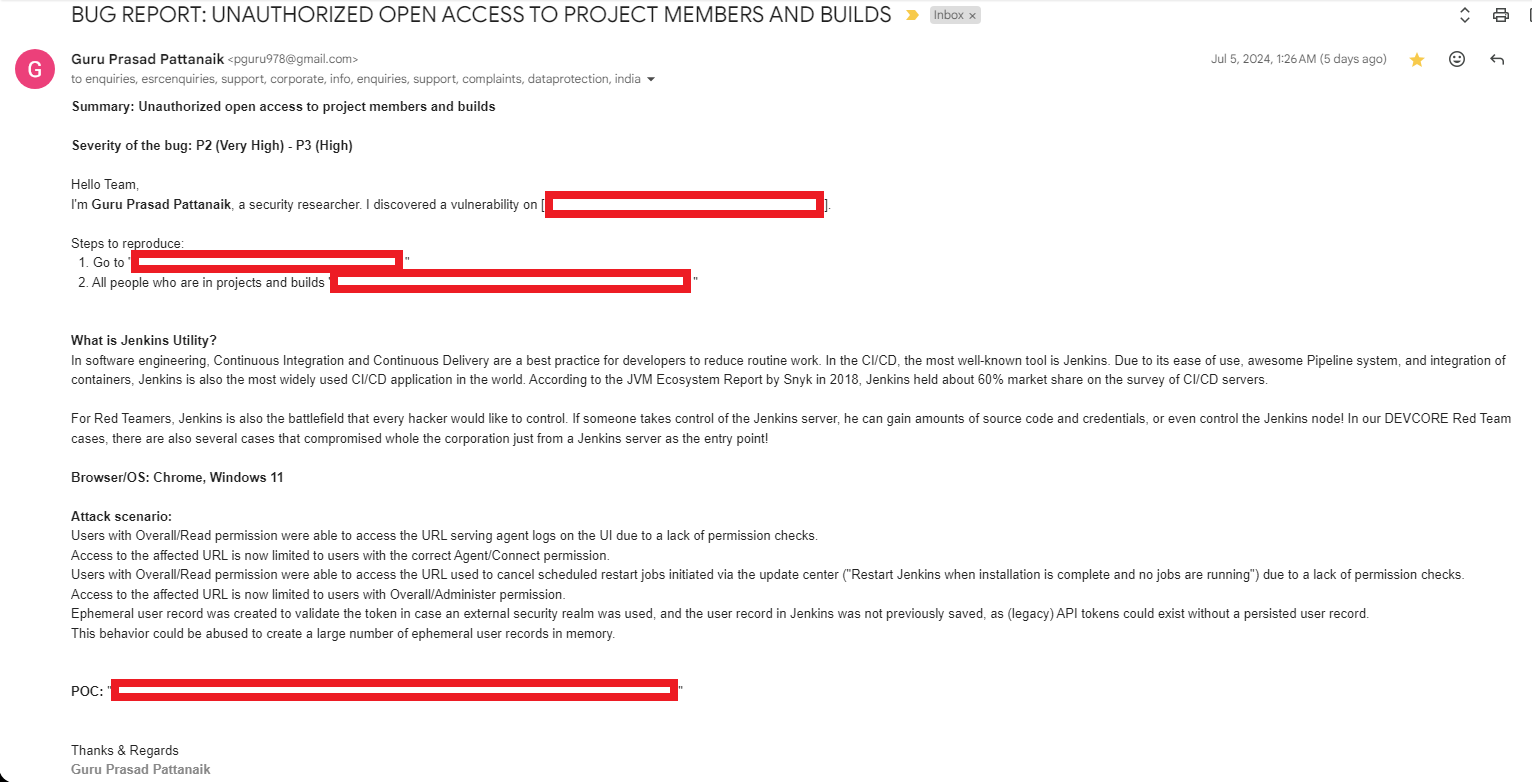 BUG REPORT: UNAUTHORIZED OPEN ACCESS TO PROJECT MEMBERS AND BUILDS Inbox ×
G
Guru Prasad Pattanaik <pguru978@gmail.com> Jul 5, 2024, 1:26 AM (5 days ago)
to enquiries, esrcenquiries, support, corporate, info, enquiries, support, complaints, dataprotection, india
Summary: Unauthorized open access to project members and builds
Severity of the bug: P2 (Very High) - P3 (High)
Hello Team,
I'm Guru Prasad Pattanaik, a security researcher. I discovered a vulnerability on [ ].
Steps to reproduce:
1. Go to " "
2. All people who are in projects and builds " "
What is Jenkins Utility?
In software engineering, Continuous Integration and Continuous Delivery are a best practice for developers to reduce routine work. In the CI/CD, the most well-known tool is Jenkins. Due to its ease of use, awesome Pipeline system, and integration of
containers, Jenkins is also the most widely used CI/CD application in the world. According to the JVM Ecosystem Report by Snyk in 2018, Jenkins held about 60% market share on the survey of CI/CD servers.
For Red Teamers, Jenkins is also the battlefield that every hacker would like to control. If someone takes control of the Jenkins server, he can gain amounts of source code and credentials, or even control the Jenkins node! In our DEVCORE Red Team
cases, there are also several cases that compromised whole the corporation just from a Jenkins server as the entry point!
Browser/OS: Chrome, Windows 11
Attack scenario:
Users with Overall/Read permission were able to access the URL serving agent logs on the UI due to a lack of permission checks.
Access to the affected URL is now limited to users with the correct Agent/Connect permission.
Users with Overall/Read permission were able to access the URL used to cancel scheduled restart jobs initiated via the update center ("Restart Jenkins when installation is complete and no jobs are running") due to a lack of permission checks.
Access to the affected URL is now limited to users with Overall/Administer permission.
Ephemeral user record was created to validate the token in case an external security realm was used, and the user record in Jenkins was not previously saved, as (legacy) API tokens could exist without a persisted user record.
This behavior could be abused to create a large number of ephemeral user records in memory.
POC: " "
Thanks & Regards
Guru Prasad Pattanaik